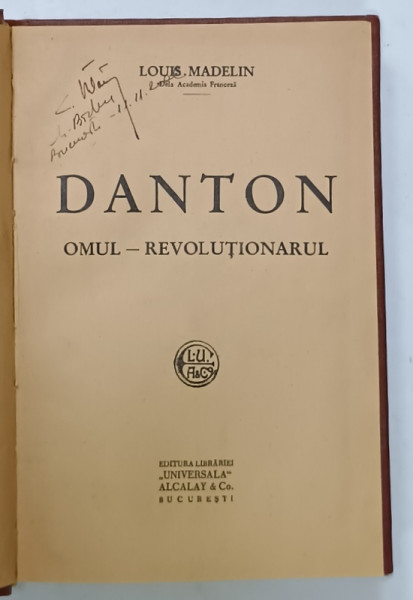 LOUIS MADELIN
Dela Academia Franceză
DANTON
OMUL — REVOLUȚIONARUL
L.U.
A&Cº
EDITURA LIBRĂRIEI
„UNIVERSALA“
ALCALAY & Co.
BUCUREȘTI